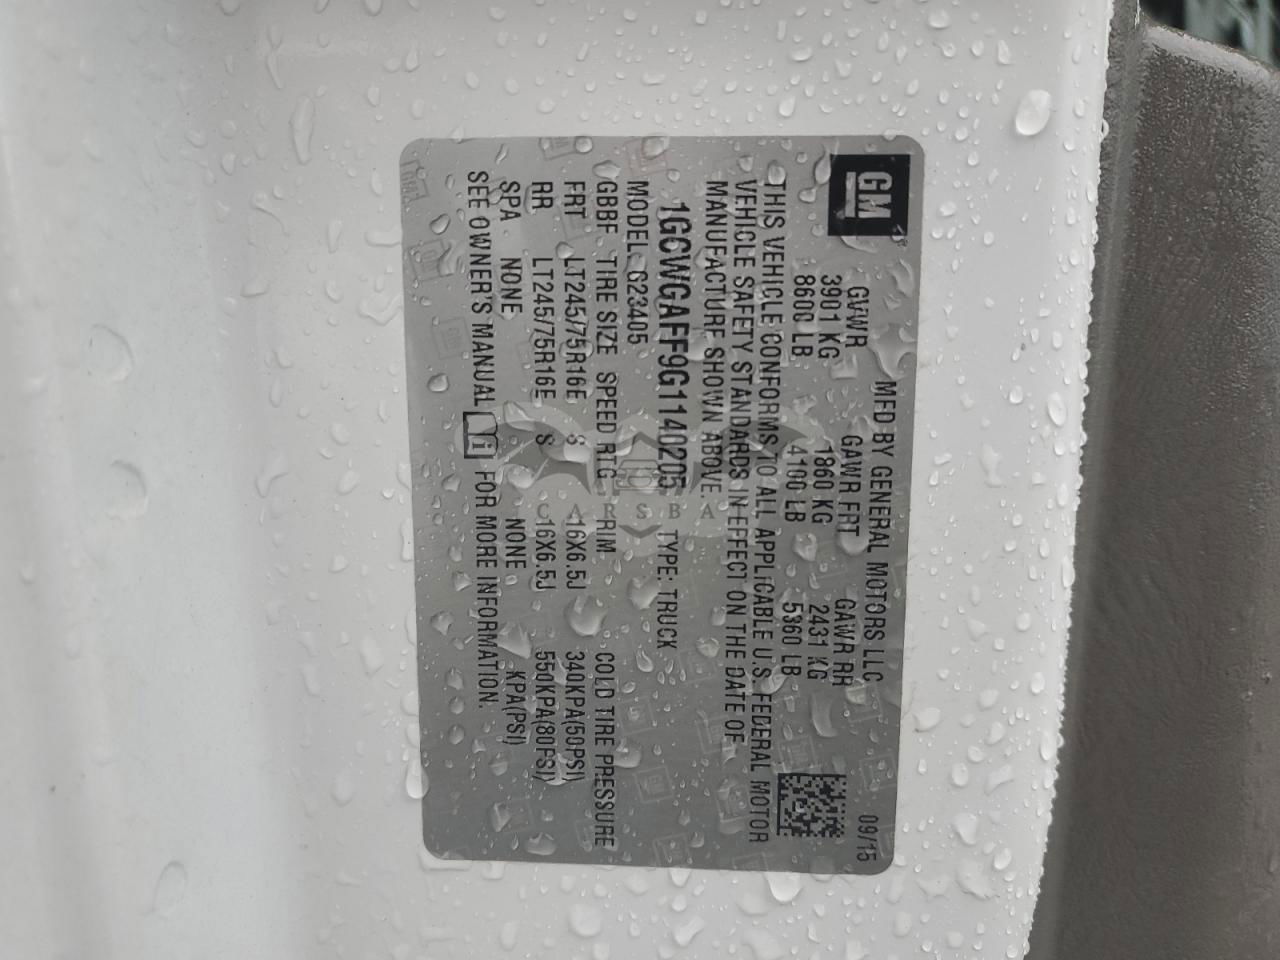 GM
MFD BY GENERAL MOTORS LLC
09/15
GVWR GAWR FRT GAWR RR
3901 KG 1860 KG 2431 KG
8600 LB 4100 LB 5360 LB
THIS VEHICLE CONFORMS TO ALL APPLICABLE U.S. FEDERAL MOTOR
VEHICLE SAFETY STANDARDS IN EFFECT ON THE DATE OF
MANUFACTURE SHOWN ABOVE.
1GCWGAFF9G1140205 TYPE: TRUCK
MODEL: G23405
GBBF TIRE SIZE SPEED RTG RIM COLD TIRE PRESSURE
FRT LT245/75R16E S 16X6.5J 340KPA(50PSI)
RR LT245/75R16E S 16X6.5J 550KPA(80PSI)
SPA NONE NONE KPA(PSI)
SEE OWNER'S MANUAL i FOR MORE INFORMATION.
CARSBA